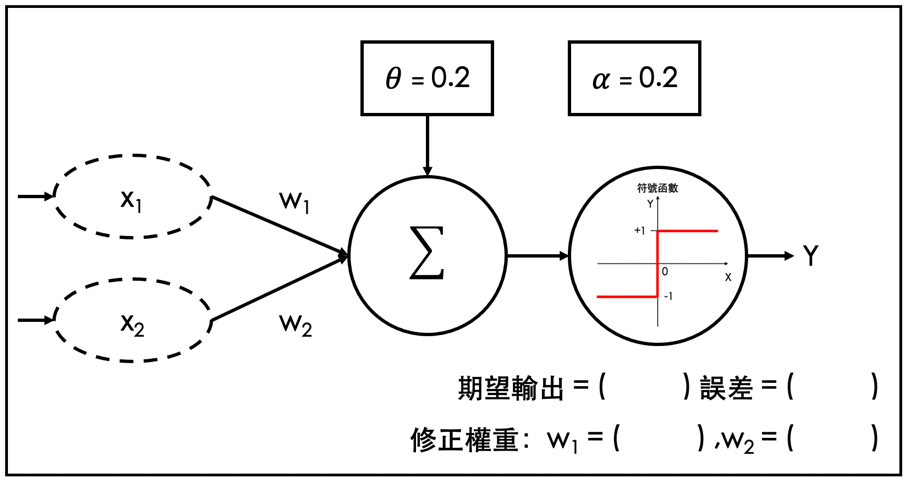 θ = 0.2
α = 0.2
x1
w1
Σ
符號函數
Y
+1
0
X
-1
Y
x2
w2
期望輸出 = ( ) 誤差 = ( )
修正權重: w1 = ( ) ,w2 = ( )